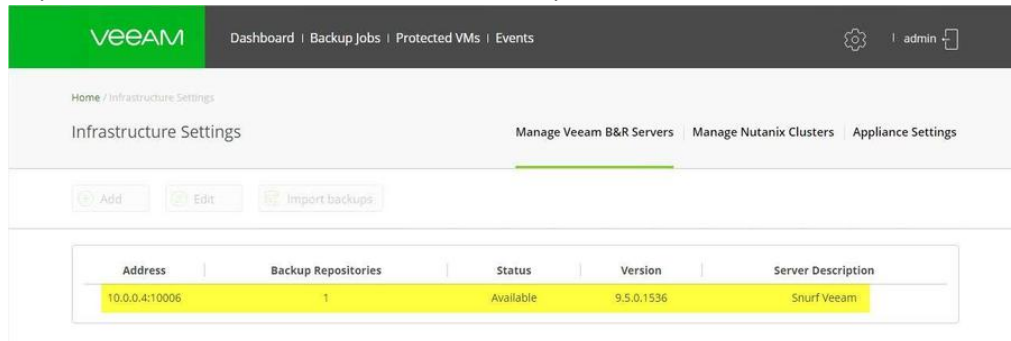 veeAM Dashboard | Backup Jobs | Protected VMs | Events | admin
Home / Infrastructure Settings
Infrastructure Settings Manage Veeam B&R Servers Manage Nutanix Clusters Appliance Settings
Add Edit Import backups
Address Backup Repositories Status Version Server Description
10.0.0.4:10006 1 Available 9.5.0.1536 Snurf Veeam